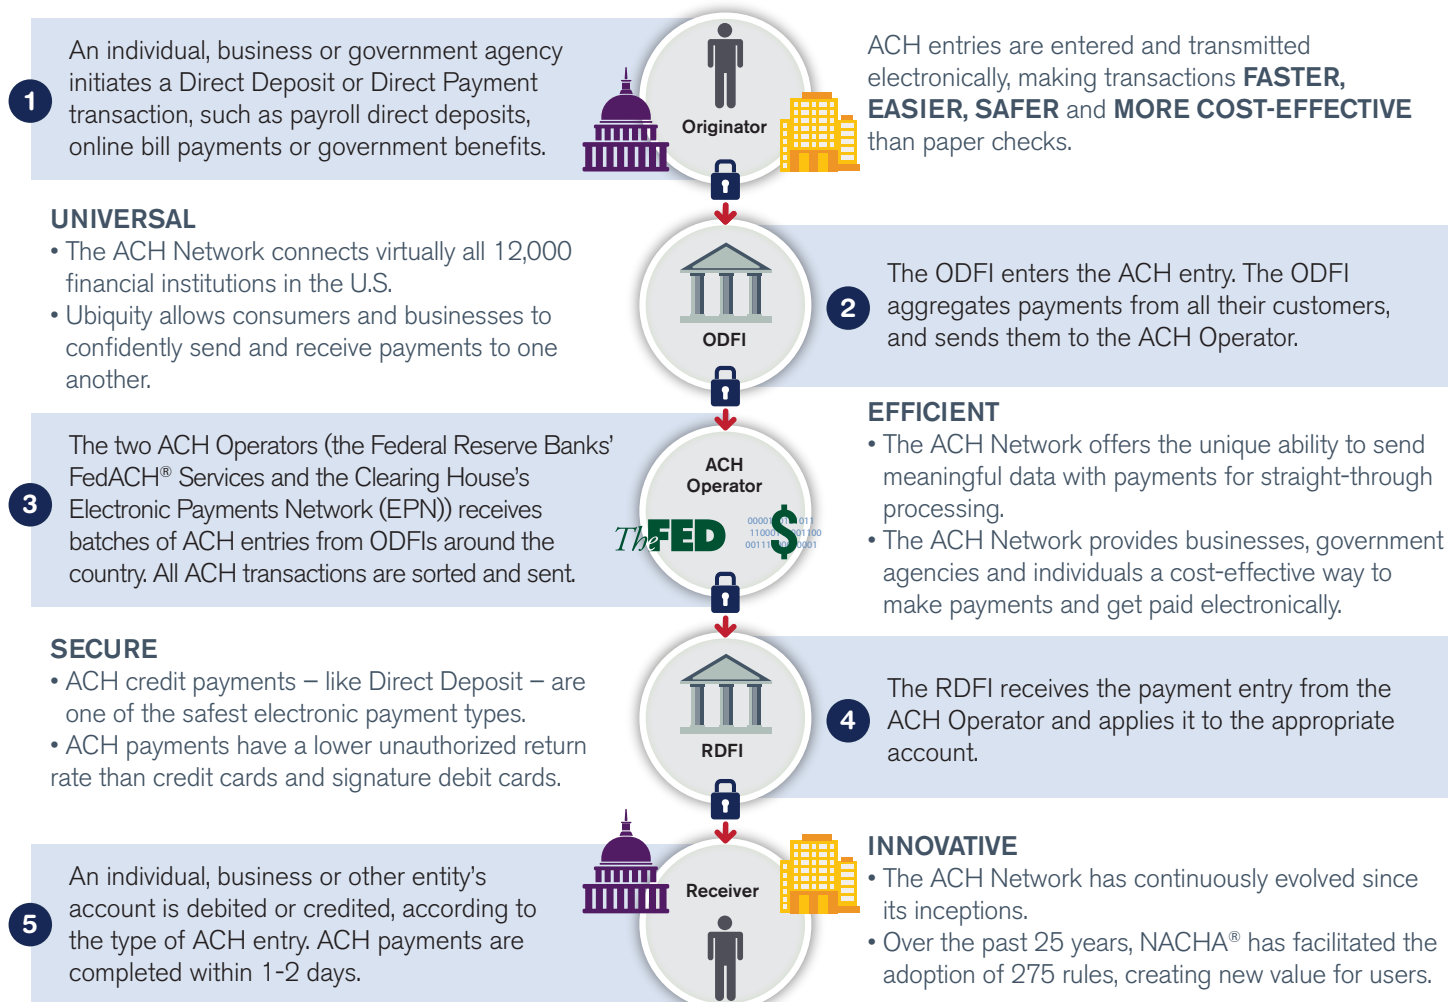 An individual, business or government agency
initiates a Direct Deposit or Direct Payment
transaction, such as payroll direct deposits,
online bill payments or government benefits.
1
Originator
ACH entries are entered and transmitted
electronically, making transactions FASTER,
EASIER, SAFER and MORE COST-EFFECTIVE
than paper checks.
UNIVERSAL
• The ACH Network connects virtually all 12,000
financial institutions in the U.S.
• Ubiquity allows consumers and businesses to
confidently send and receive payments to one
another.
ODFI
2
The ODFI enters the ACH entry. The ODFI
aggregates payments from all their customers,
and sends them to the ACH Operator.
3
The two ACH Operators (the Federal Reserve Banks’
FedACH® Services and the Clearing House’s
Electronic Payments Network (EPN)) receives
batches of ACH entries from ODFIs around the
country. All ACH transactions are sorted and sent.
ACH
Operator
The FED
$
EFFICIENT
• The ACH Network offers the unique ability to send
meaningful data with payments for straight-through
processing.
• The ACH Network provides businesses, government
agencies and individuals a cost-effective way to
make payments and get paid electronically.
SECURE
• ACH credit payments – like Direct Deposit – are
one of the safest electronic payment types.
• ACH payments have a lower unauthorized return
rate than credit cards and signature debit cards.
RDFI
4
The RDFI receives the payment entry from the
ACH Operator and applies it to the appropriate
account.
5
An individual, business or other entity’s
account is debited or credited, according to
the type of ACH entry. ACH payments are
completed within 1-2 days.
Receiver
INNOVATIVE
• The ACH Network has continuously evolved since
its inceptions.
• Over the past 25 years, NACHA® has facilitated the
adoption of 275 rules, creating new value for users.